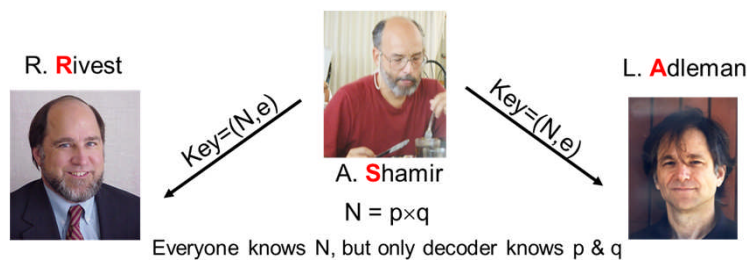 R. Rivest
L. Adleman
Key=(N,e)
Key=(N,e)
A. Shamir
N = p×q
Everyone knows N, but only decoder knows p & q